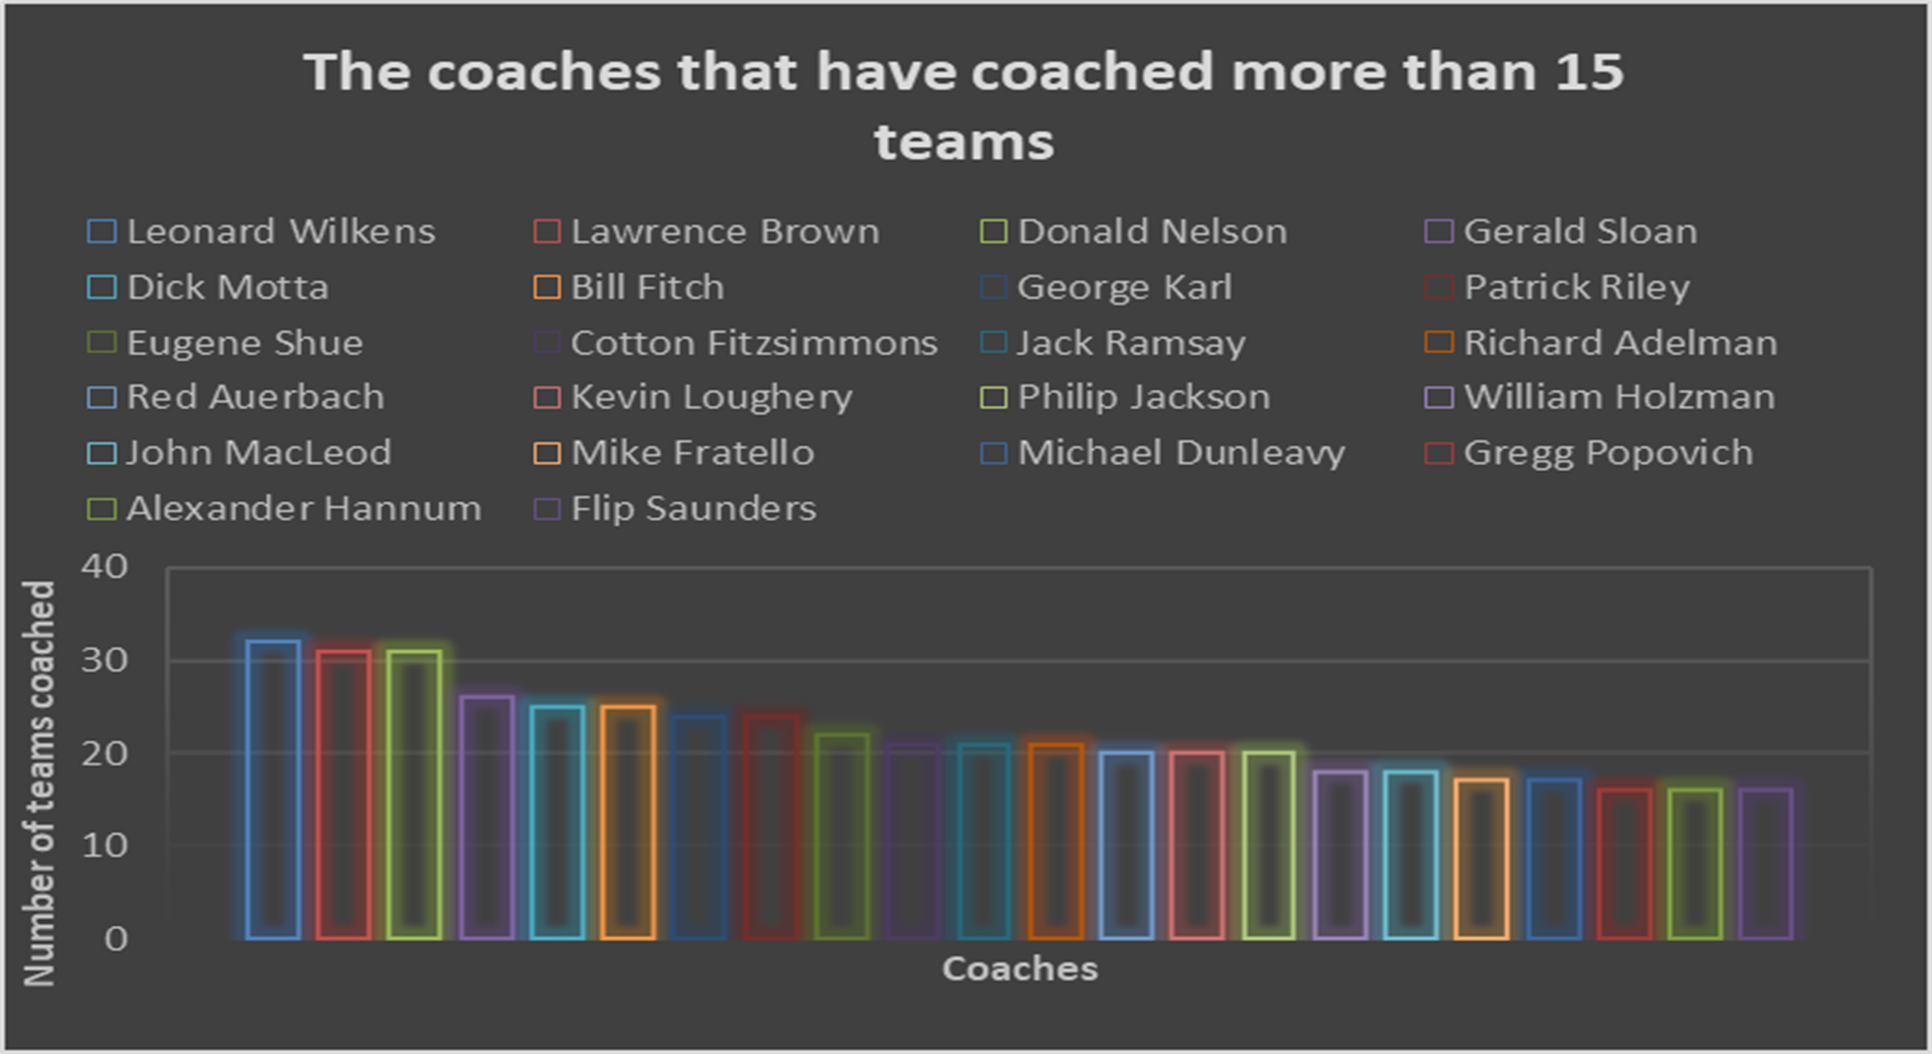 The coaches that have coached more than 15
teams
Leonard Wilkens
Lawrence Brown
Donald Nelson
Gerald Sloan
Dick Motta
Bill Fitch
George Karl
Patrick Riley
Eugene Shue
Cotton Fitzsimmons
Jack Ramsay
Richard Adelman
Red Auerbach
Kevin Loughery
Philip Jackson
William Holzman
John MacLeod
Mike Fratello
Michael Dunleavy
Gregg Popovich
Alexander Hannum
Flip Saunders
Number of teams coached
40
30
20
10
0
Coaches